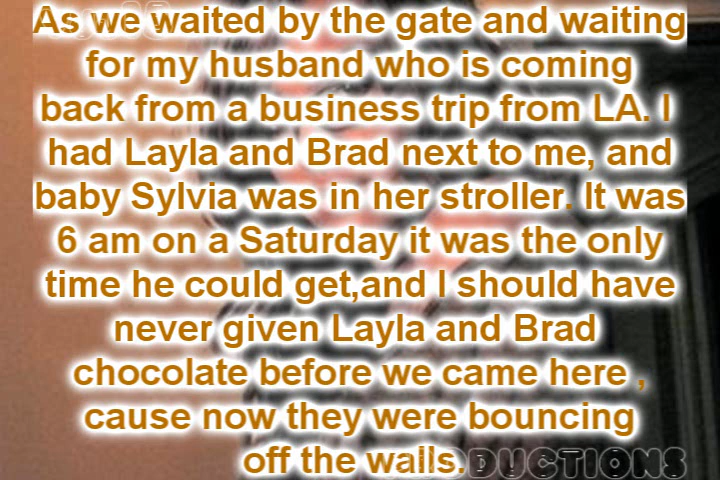 As we waited by the gate and waiting
for my husband who is coming
back from a business trip from LA. I
had Layla and Brad next to me, and
baby Sylvia was in her stroller. It was
6 am on a Saturday it was the only
time he could get,and I should have
never given Layla and Brad
chocolate before we came here ,
cause now they were bouncing
off the walls.